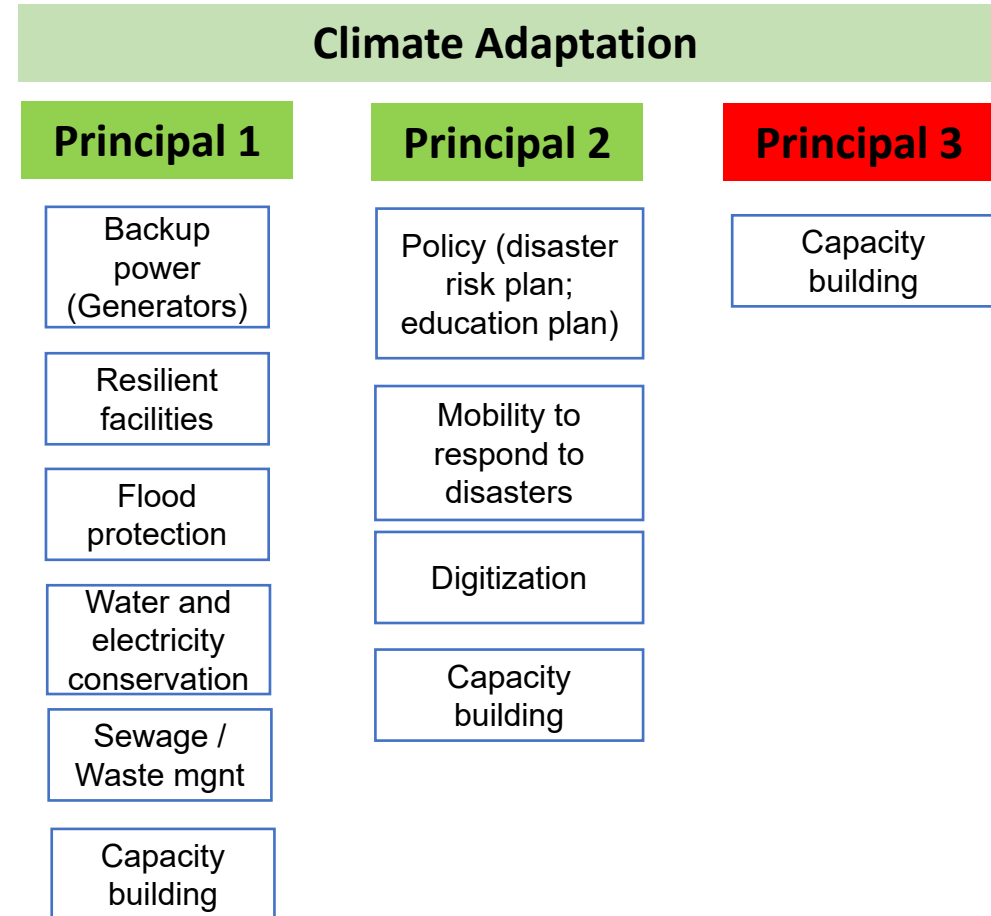 Climate Adaptation
Principal 1
Backup
power
(Generators)
Resilient
facilities
Flood
protection
Water and
electricity
conservation
Sewage /
Waste mgnt
Capacity
building
Principal 2
Policy (disaster
risk plan;
education plan)
Mobility to
respond to
disasters
Digitization
Capacity
building
Principal 3
Capacity
building